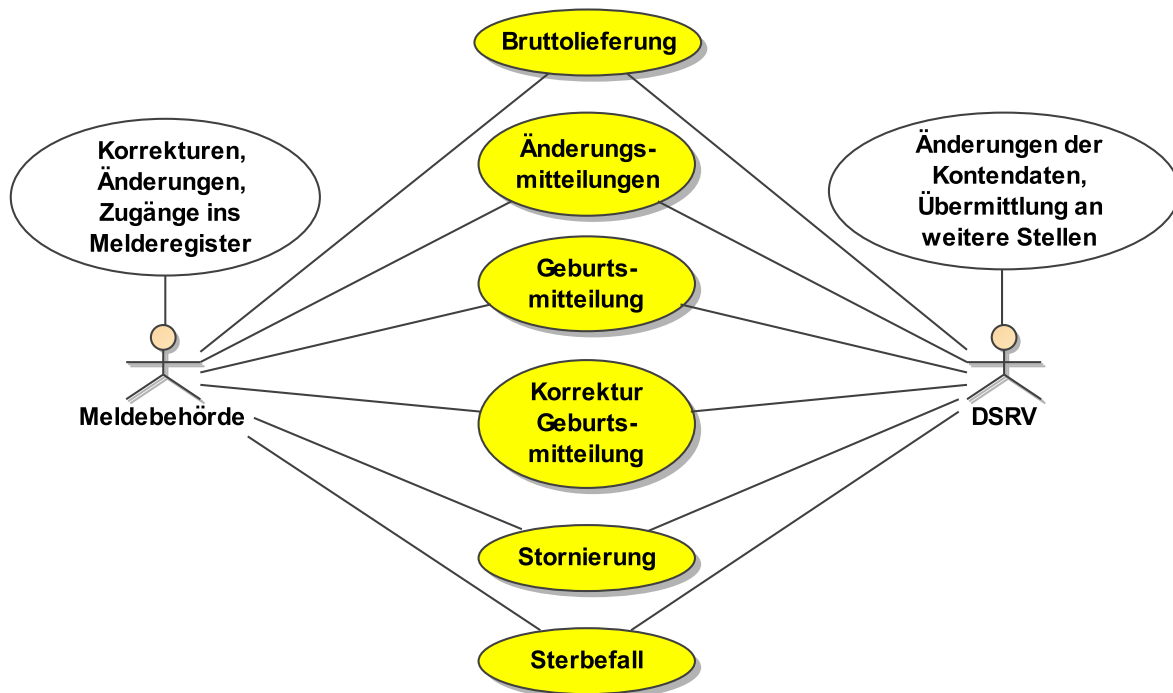 Bruttolieferung
Korrekturen,
Änderungen,
Zugänge ins
Melderegister
Änderungs-
mitteilungen
Änderungen der
Kontendaten,
Übermittlung an
weitere Stellen
Geburts-
mitteilung
Meldebehörde
Korrektur
Geburts-
mitteilung
DSRV
Stornierung
Sterbefall